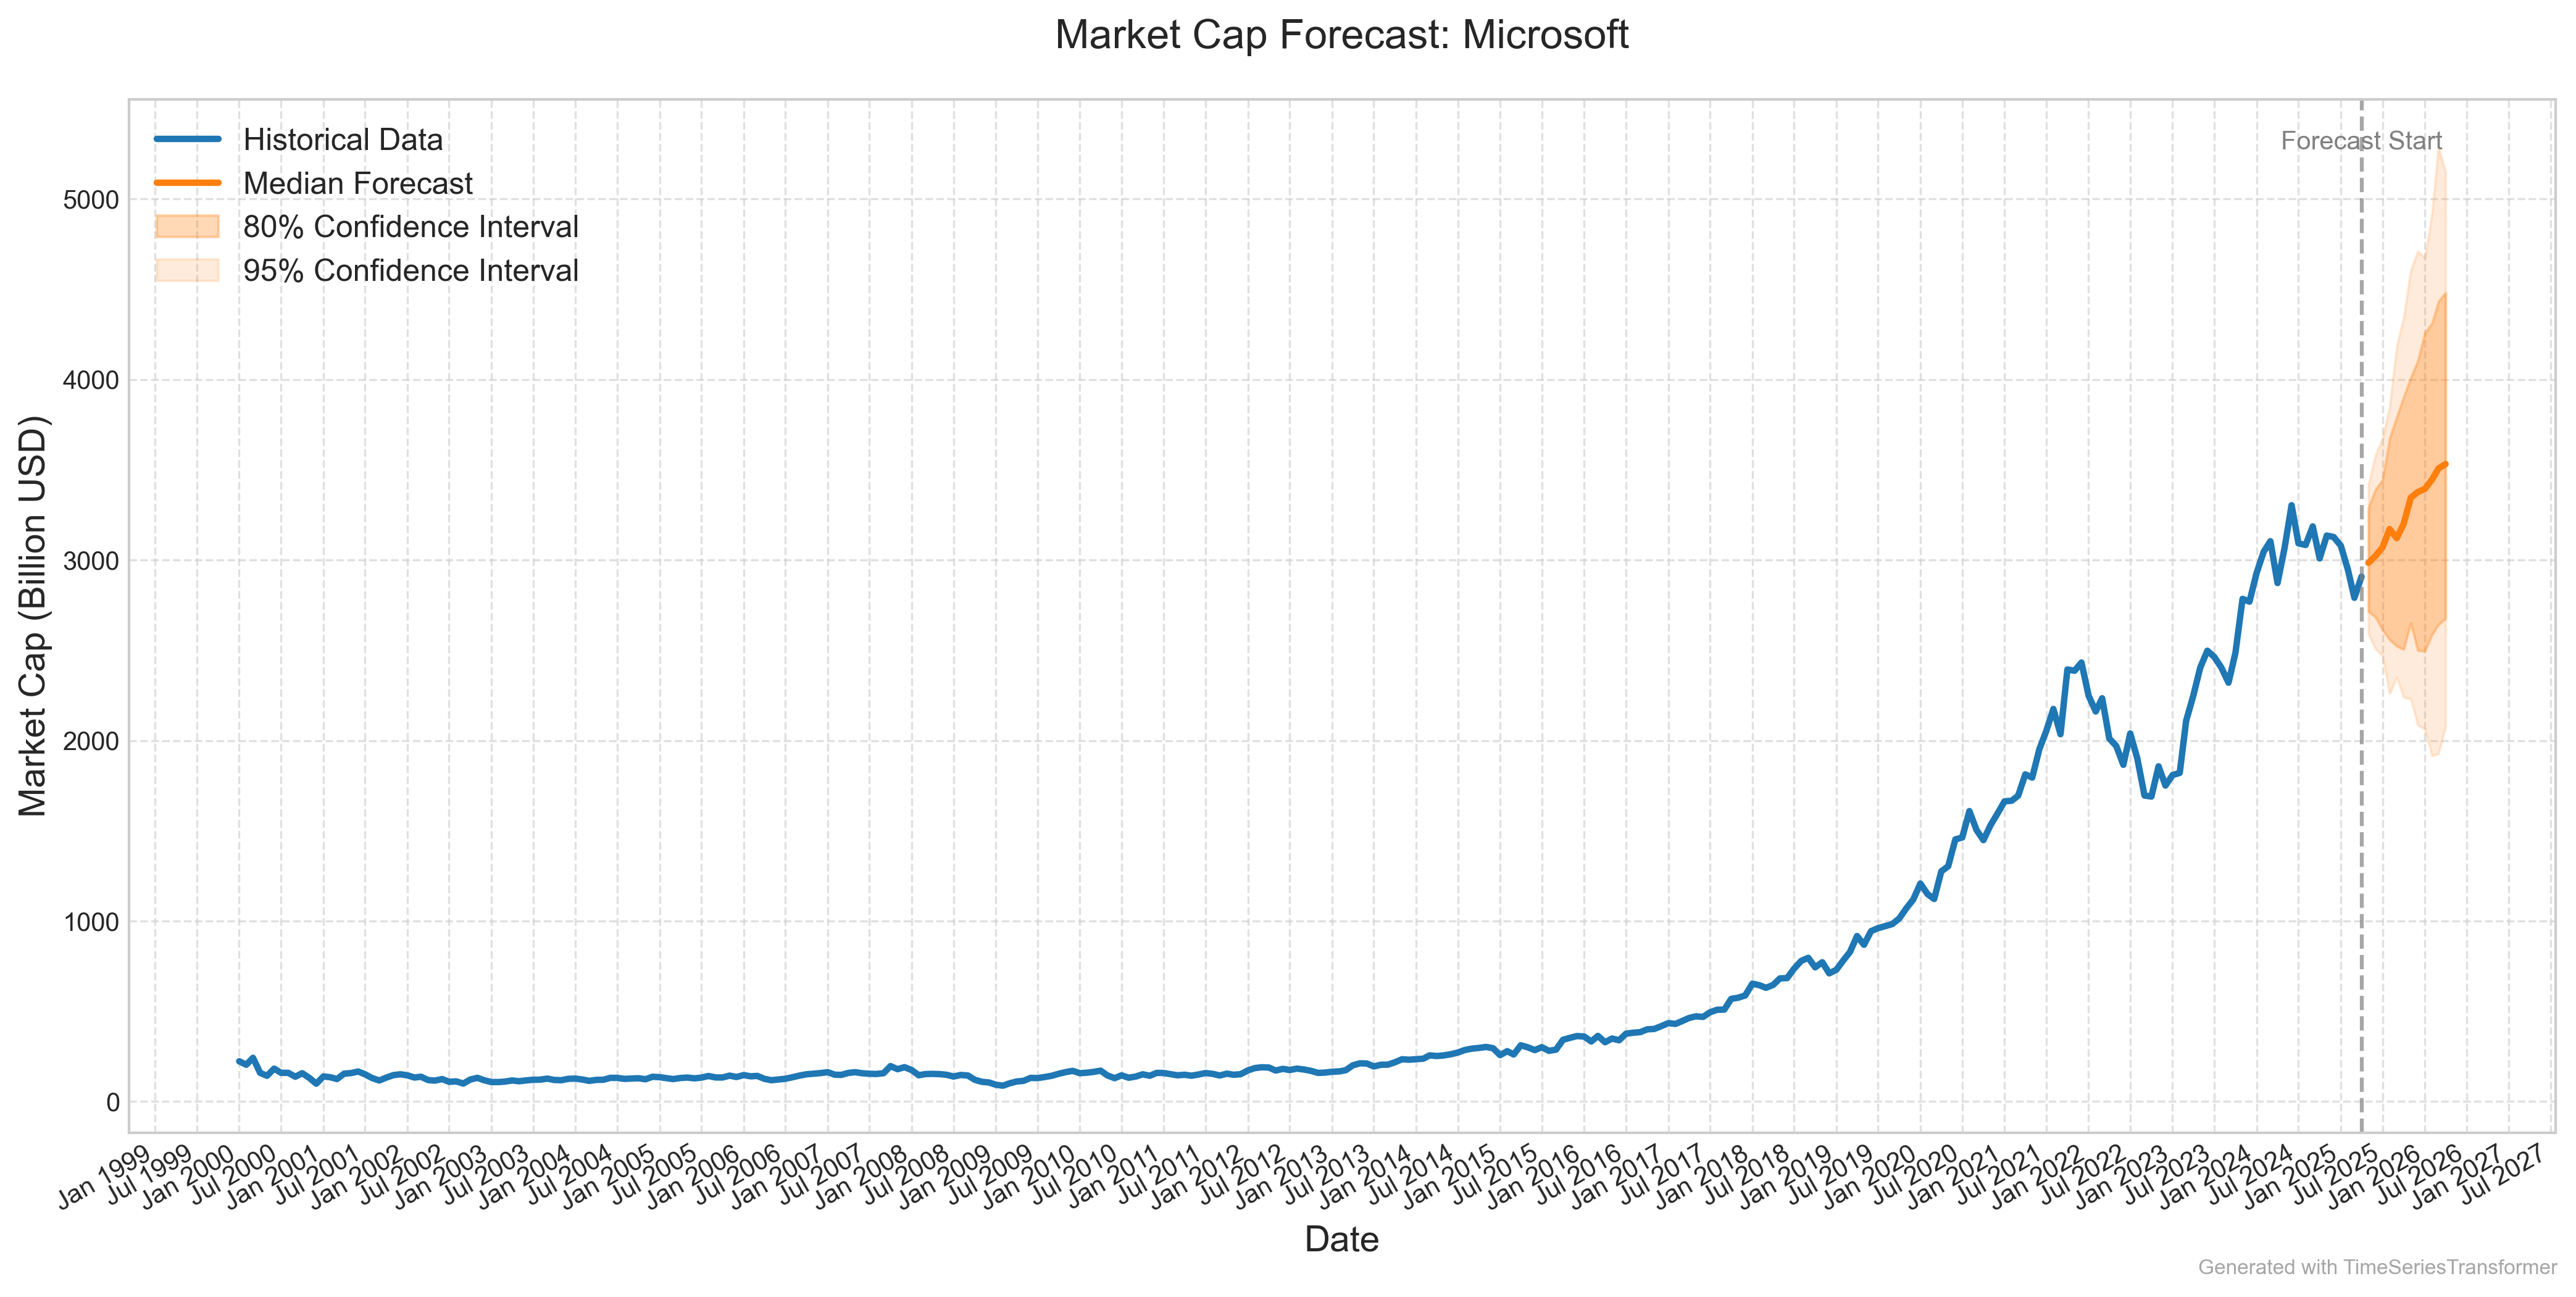 Market Cap Forecast: Microsoft
Historical Data
Median Forecast
80% Confidence Interval
95% Confidence Interval
Forecast Start
Market Cap (Billion USD)
5000
4000
3000
2000
1000
0
Jan 1999
Jul 1999
Jan 2000
Jul 2000
Jan 2001
Jul 2001
Jan 2002
Jul 2002
Jan 2003
Jul 2003
Jan 2004
Jul 2004
Jan 2005
Jul 2005
Jan 2006
Jul 2006
Jan 2007
Jul 2007
Jan 2008
Jul 2008
Jan 2009
Jul 2009
Jan 2010
Jul 2010
Jan 2011
Jul 2011
Jan 2012
Jul 2012
Jan 2013
Jul 2013
Jan 2014
Jul 2014
Jan 2015
Jul 2015
Jan 2016
Jul 2016
Jan 2017
Jul 2017
Jan 2018
Jul 2018
Jan 2019
Jul 2019
Jan 2020
Jul 2020
Jan 2021
Jul 2021
Jan 2022
Jul 2022
Jan 2023
Jul 2023
Jan 2024
Jul 2024
Jan 2025
Jul 2025
Jan 2026
Jul 2026
Jan 2027
Jul 2027
Date
Generated with TimeSeriesTransformer